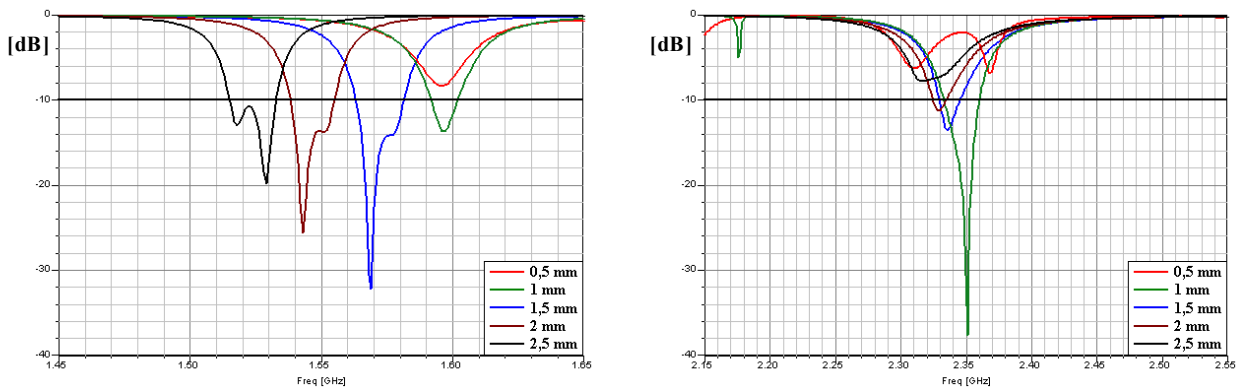 0
[dB]
-10
-20
-30
-40
0,5 mm
1 mm
1,5 mm
2 mm
2,5 mm
1.45
1.50
1.55
1.60
1.65
Freq [GHz]
0
[dB]
-10
-20
-30
-40
0,5 mm
1 mm
1,5 mm
2 mm
2,5 mm
2.15
2.20
2.25
2.30
2.35
2.40
2.45
2.50
2.55
Freq [GHz]